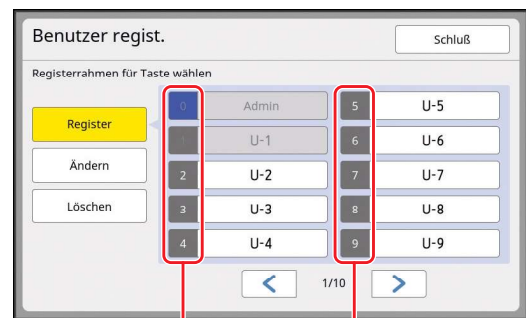 Benutzer regist.
Schluß
Registerrahmen für Taste wählen
Register
Ändern
Löschen
0 Admin
U-1
2 U-2
3 U-3
4 U-4
5 U-5
6 U-6
7 U-7
8 U-8
9 U-9
< 1/10 >